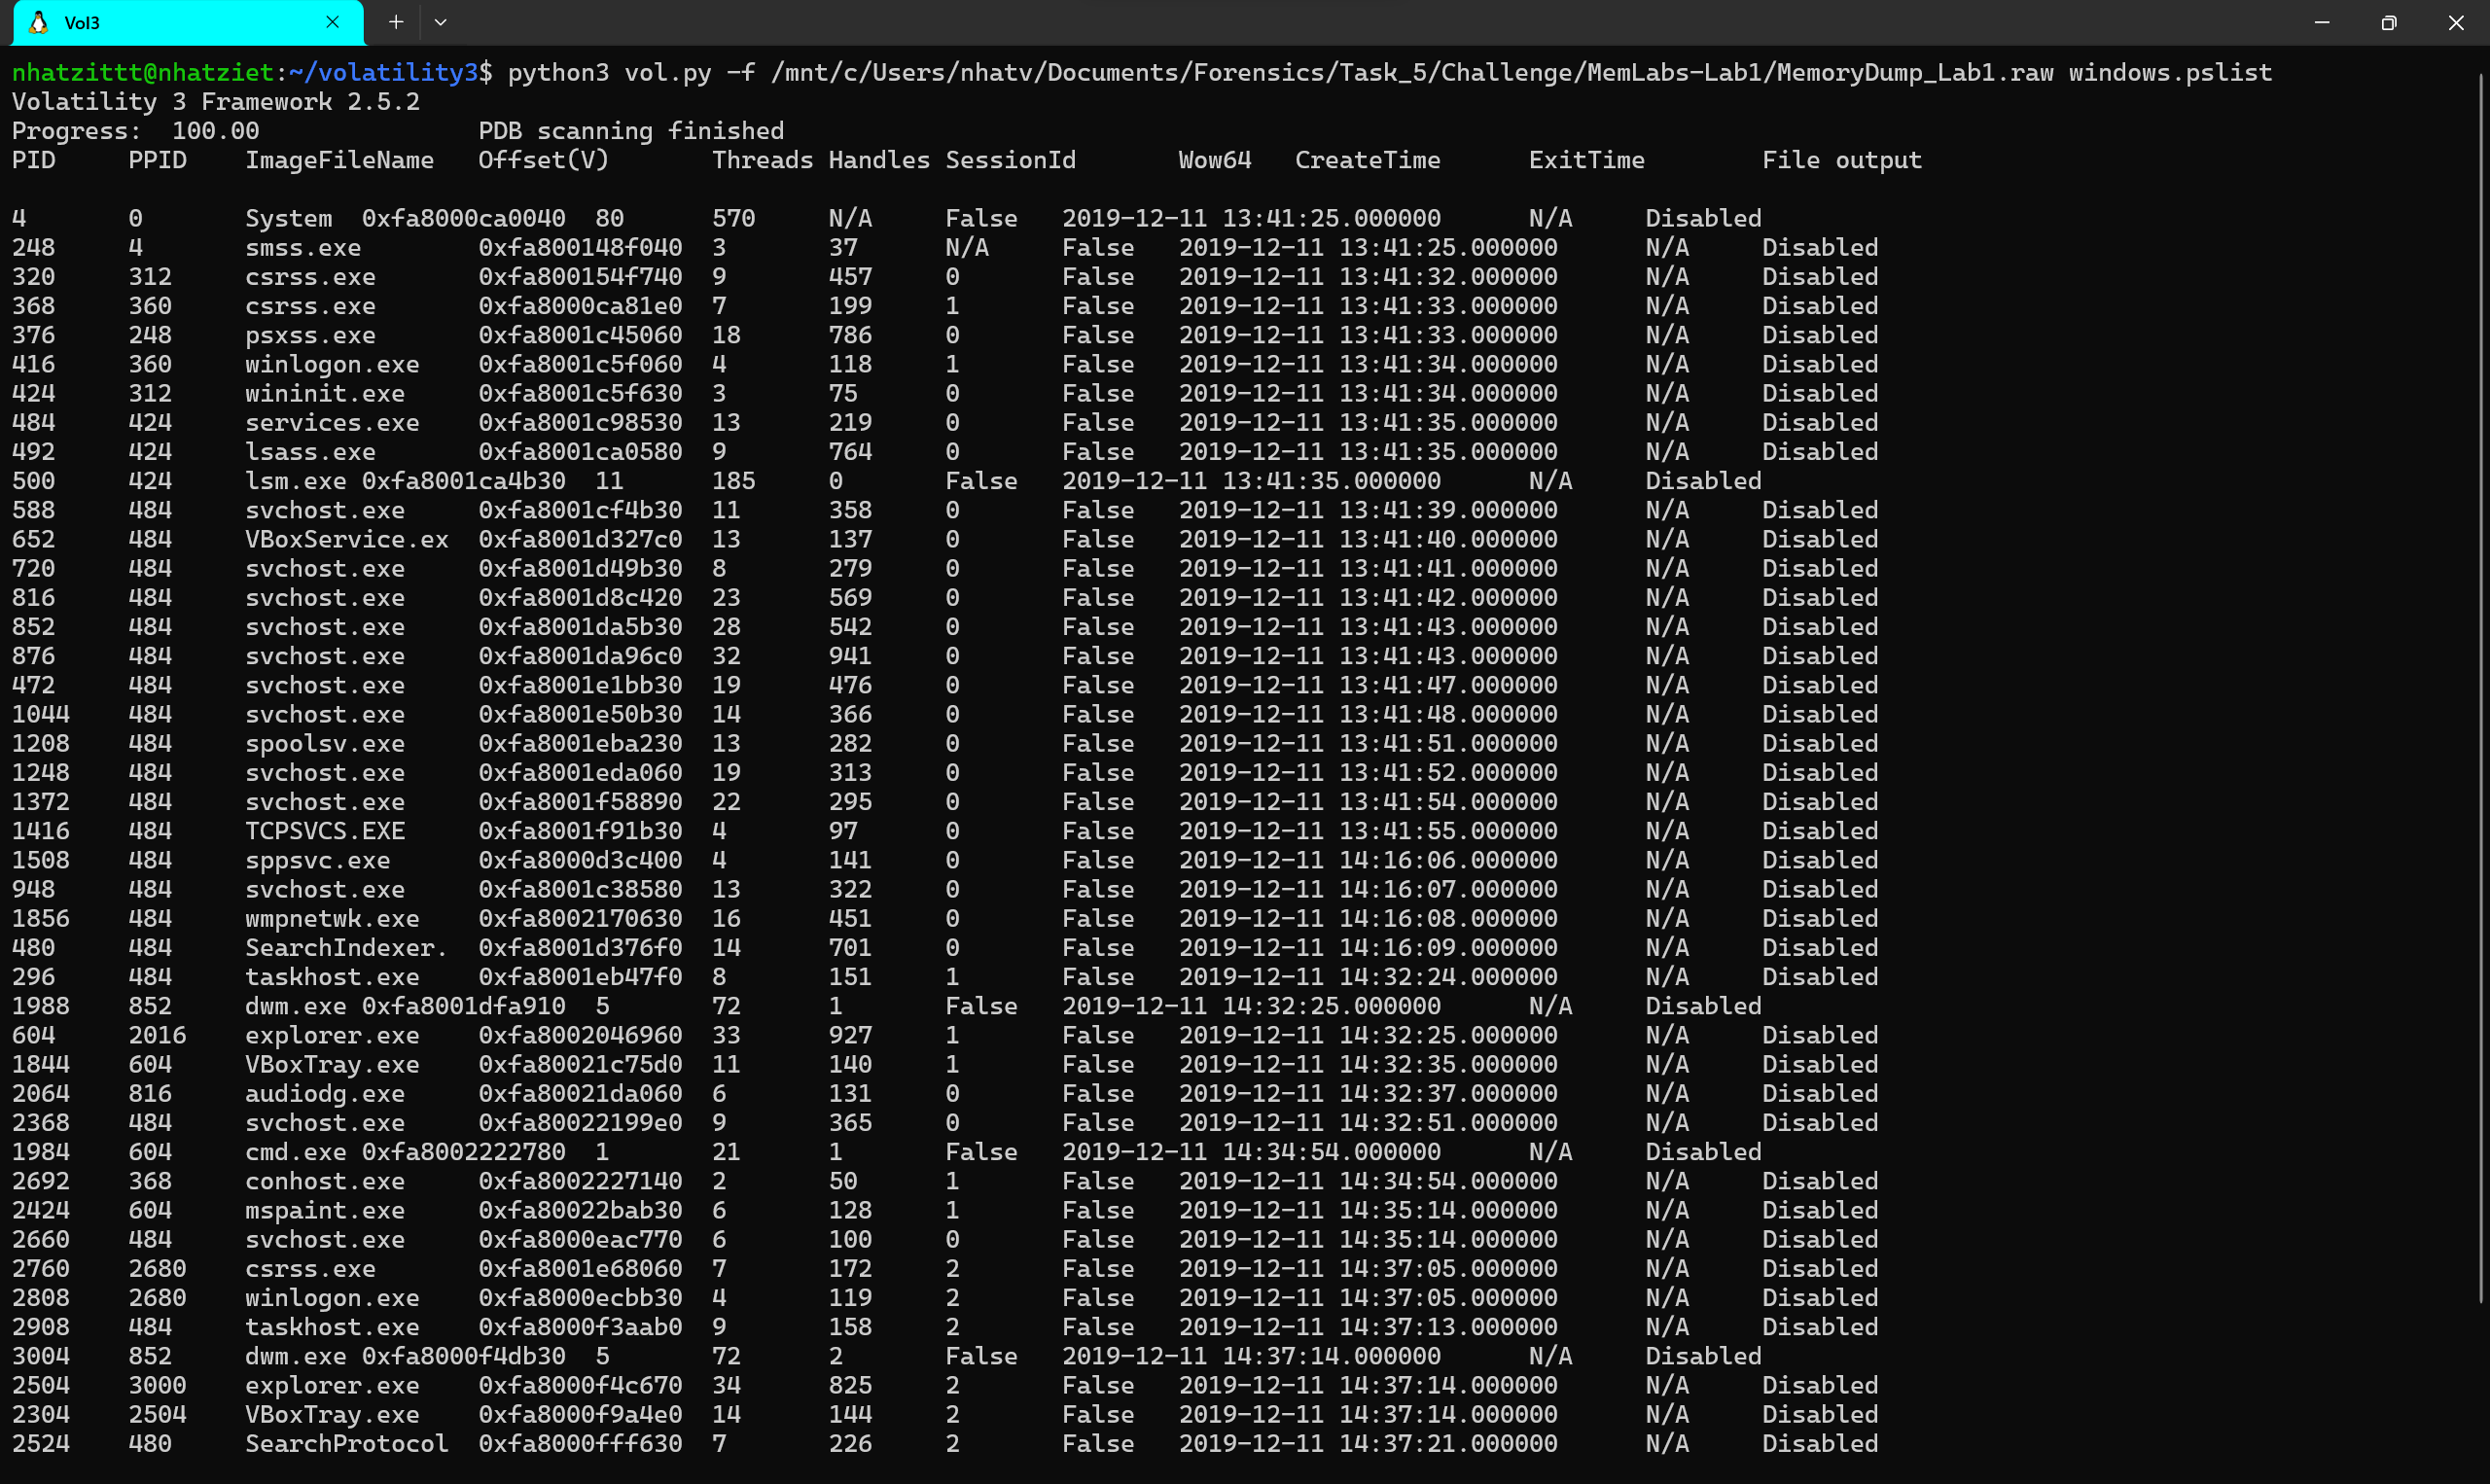 Vol3
nhatzittt@nhatziet:~/volatility3$ python3 vol.py -f /mnt/c/Users/nhatv/Documents/Forensics/Task_5/Challenge/MemLabs-Lab1/MemoryDump_Lab1.raw windows.pslist
Volatility 3 Framework 2.5.2
Progress:  100.00               PDB scanning finished
PID     PPID    ImageFileName   Offset(V)       Threads Handles SessionId       Wow64   CreateTime      ExitTime        File output
4       0       System  0xfa8000ca0040  80      570     N/A     False   2019-12-11 13:41:25.000000      N/A     Disabled
248     4       smss.exe        0xfa800148f040  3       37      N/A     False   2019-12-11 13:41:25.000000      N/A     Disabled
320     312     csrss.exe       0xfa800154f740  9       457     0       False   2019-12-11 13:41:32.000000      N/A     Disabled
368     360     csrss.exe       0xfa8000ca81e0  7       199     1       False   2019-12-11 13:41:33.000000      N/A     Disabled
376     248     psxss.exe       0xfa8001c45060  18      786     0       False   2019-12-11 13:41:33.000000      N/A     Disabled
416     360     winlogon.exe    0xfa8001c5f060  4       118     1       False   2019-12-11 13:41:34.000000      N/A     Disabled
424     312     wininit.exe     0xfa8001c5f630  3       75      0       False   2019-12-11 13:41:34.000000      N/A     Disabled
484     424     services.exe    0xfa8001c98530  13      219     0       False   2019-12-11 13:41:35.000000      N/A     Disabled
492     424     lsass.exe       0xfa8001ca0580  9       764     0       False   2019-12-11 13:41:35.000000      N/A     Disabled
500     424     lsm.exe 0xfa8001ca4b30  11      185     0       False   2019-12-11 13:41:35.000000      N/A     Disabled
588     484     svchost.exe     0xfa8001cf4b30  11      358     0       False   2019-12-11 13:41:39.000000      N/A     Disabled
652     484     VBoxService.ex  0xfa8001d327c0  13      137     0       False   2019-12-11 13:41:40.000000      N/A     Disabled
720     484     svchost.exe     0xfa8001d49b30  8       279     0       False   2019-12-11 13:41:41.000000      N/A     Disabled
816     484     svchost.exe     0xfa8001d8c420  23      569     0       False   2019-12-11 13:41:42.000000      N/A     Disabled
852     484     svchost.exe     0xfa8001da5b30  28      542     0       False   2019-12-11 13:41:43.000000      N/A     Disabled
876     484     svchost.exe     0xfa8001da96c0  32      941     0       False   2019-12-11 13:41:43.000000      N/A     Disabled
472     484     svchost.exe     0xfa8001e1bb30  19      476     0       False   2019-12-11 13:41:47.000000      N/A     Disabled
1044    484     svchost.exe     0xfa8001e50b30  14      366     0       False   2019-12-11 13:41:48.000000      N/A     Disabled
1208    484     spoolsv.exe     0xfa8001eba230  13      282     0       False   2019-12-11 13:41:51.000000      N/A     Disabled
1248    484     svchost.exe     0xfa8001eda060  19      313     0       False   2019-12-11 13:41:52.000000      N/A     Disabled
1372    484     svchost.exe     0xfa8001f58890  22      295     0       False   2019-12-11 13:41:54.000000      N/A     Disabled
1416    484     TCPSVCS.EXE     0xfa8001f91b30  4       97      0       False   2019-12-11 13:41:55.000000      N/A     Disabled
1508    484     sppsvc.exe      0xfa8000d3c400  4       141     0       False   2019-12-11 14:16:06.000000      N/A     Disabled
948     484     svchost.exe     0xfa8001c38580  13      322     0       False   2019-12-11 14:16:07.000000      N/A     Disabled
1856    484     wmpnetwk.exe    0xfa8002170630  16      451     0       False   2019-12-11 14:16:08.000000      N/A     Disabled
480     484     SearchIndexer.  0xfa8001d376f0  14      701     0       False   2019-12-11 14:16:09.000000      N/A     Disabled
296     484     taskhost.exe    0xfa8001eb47f0  8       151     1       False   2019-12-11 14:32:24.000000      N/A     Disabled
1988    852     dwm.exe 0xfa8001dfa910  5       72      1       False   2019-12-11 14:32:25.000000      N/A     Disabled
604     2016    explorer.exe    0xfa8002046960  33      927     1       False   2019-12-11 14:32:25.000000      N/A     Disabled
1844    604     VBoxTray.exe    0xfa80021c75d0  11      140     1       False   2019-12-11 14:32:35.000000      N/A     Disabled
2064    816     audiodg.exe     0xfa80021da060  6       131     0       False   2019-12-11 14:32:37.000000      N/A     Disabled
2368    484     svchost.exe     0xfa80022199e0  9       365     0       False   2019-12-11 14:32:51.000000      N/A     Disabled
1984    604     cmd.exe 0xfa8002222780  1       21      1       False   2019-12-11 14:34:54.000000      N/A     Disabled
2692    368     conhost.exe     0xfa8002227140  2       50      1       False   2019-12-11 14:34:54.000000      N/A     Disabled
2424    604     mspaint.exe     0xfa80022bab30  6       128     1       False   2019-12-11 14:35:14.000000      N/A     Disabled
2660    484     svchost.exe     0xfa8000eac770  6       100     0       False   2019-12-11 14:35:14.000000      N/A     Disabled
2760    2680    csrss.exe       0xfa8001e68060  7       172     2       False   2019-12-11 14:37:05.000000      N/A     Disabled
2808    2680    winlogon.exe    0xfa8000ecbb30  4       119     2       False   2019-12-11 14:37:05.000000      N/A     Disabled
2908    484     taskhost.exe    0xfa8000f3aab0  9       158     2       False   2019-12-11 14:37:13.000000      N/A     Disabled
3004    852     dwm.exe 0xfa8000f4db30  5       72      2       False   2019-12-11 14:37:14.000000      N/A     Disabled
2504    3000    explorer.exe    0xfa8000f4c670  34      825     2       False   2019-12-11 14:37:14.000000      N/A     Disabled
2304    2504    VBoxTray.exe    0xfa8000f9a4e0  14      144     2       False   2019-12-11 14:37:14.000000      N/A     Disabled
2524    480     SearchProtocol  0xfa8000fff630  7       226     2       False   2019-12-11 14:37:21.000000      N/A     Disabled